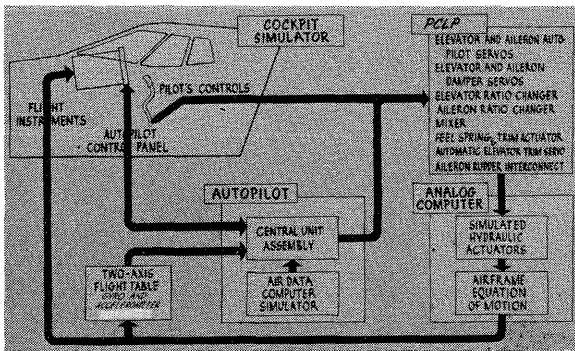 COCKPIT
SIMULATOR
PILOT'S CONTROLS
FLIGHT
INSTRUMENTS
AUTOPILOT
CONTROL PANEL
PCLP
ELEVATOR AND AILERON AUTO-
PILOT SERVOS
ELEVATOR AND AILERON
DAMPER SERVOS
ELEVATOR RATIO CHANGER
AILERON RATIO CHANGER
MIXER
FEEL SPRING & TRIM ACTUATOR
AUTOMATIC ELEVATOR TRIM SERVO
AILERON RUDDER INTERCONNECT
AUTOPILOT
CENTRAL UNIT
ASSEMBLY
AIR DATA
COMPUTER
SIMULATOR
TWO-AXIS
FLIGHT TABLE
GYRO AND
ACCELEROMETER
ANALOG
COMPUTER
SIMULATED
HYDRAULIC
ACTUATORS
AIRFRAME
EQUATION
OF MOTION